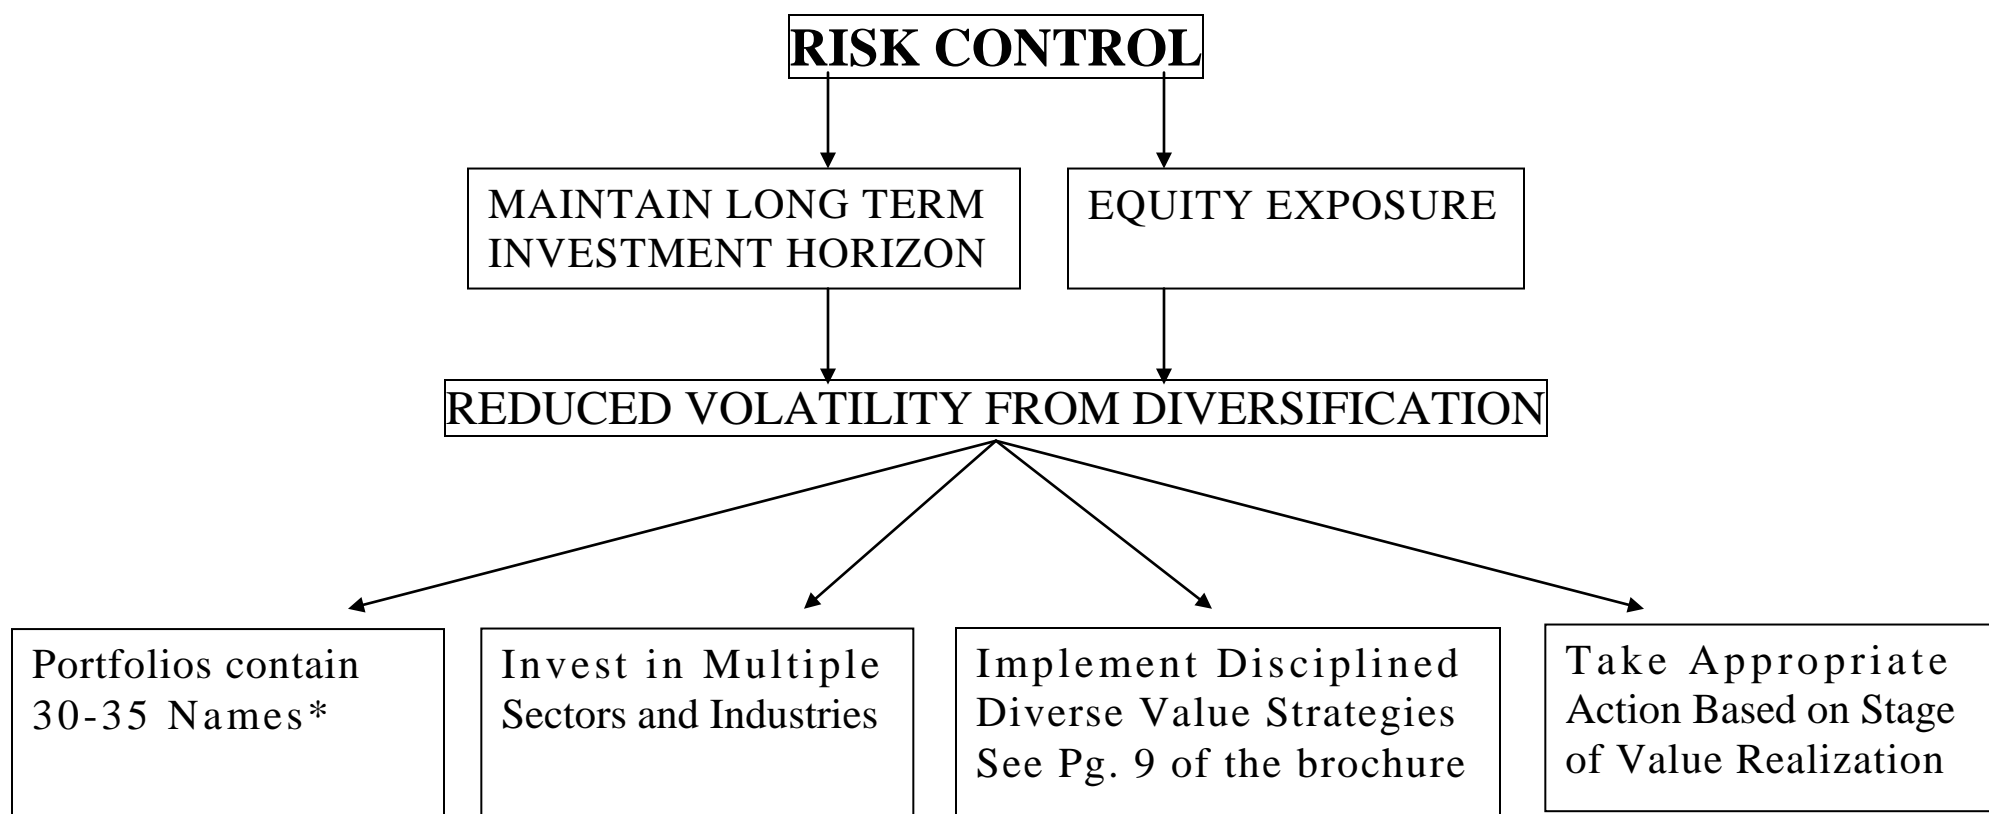 RISK CONTROL
MAINTAIN LONG TERM
INVESTMENT HORIZON
EQUITY EXPOSURE
REDUCED VOLATILITY FROM DIVERSIFICATION
Portfolios contain
30-35 Names*
Invest in Multiple
Sectors and Industries
Implement Disciplined
Diverse Value Strategies
See Pg. 9 of the brochure
Take Appropriate
Action Based on Stage
of Value Realization